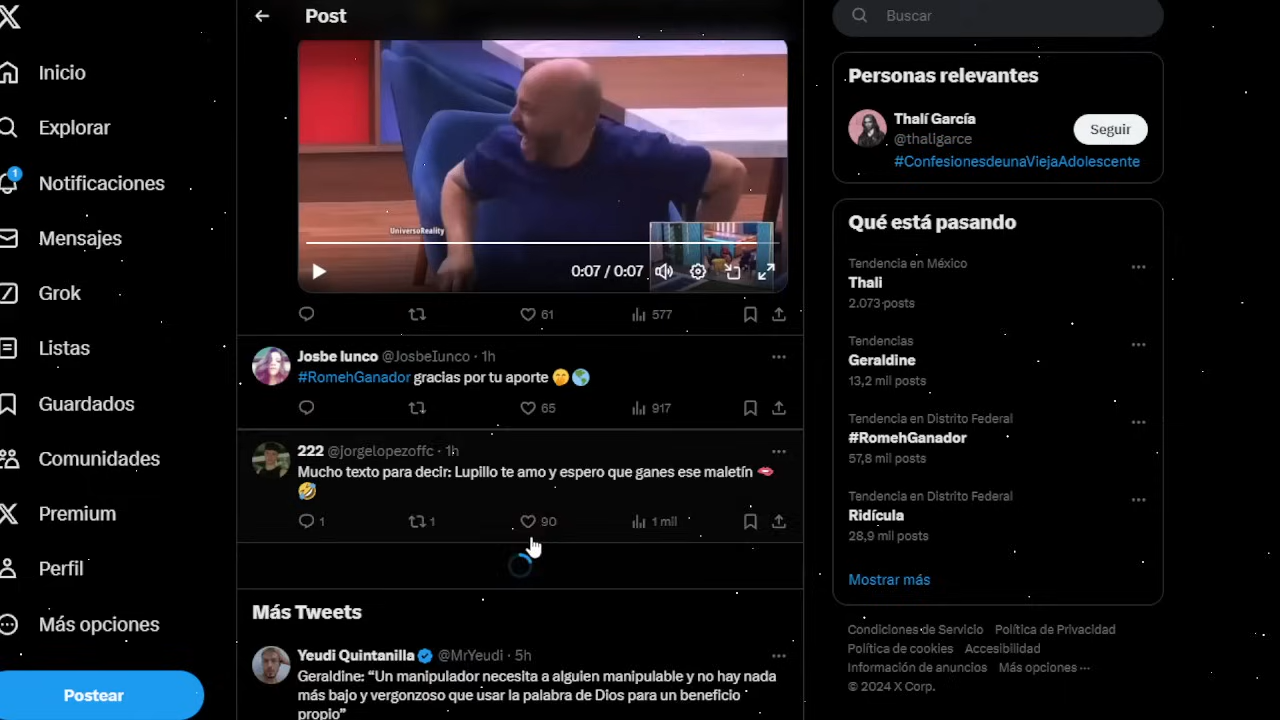 Inicio
Explorar
1
Notificaciones
Mensajes
Grok
Listas
Guardados
Comunidades
Premium
Perfil
Más opciones
Postear
Post
UniversoReality
0:07 / 0:07
61
577
Josbe Iunco @JosbeIunco · 1h
#RomehGanador gracias por tu aporte 🤭🌎
65
917
222 @jorgelopezoffc · 1h
Mucho texto para decir: Lupillo te amo y espero que ganes ese maletín 🫦
🤣
1
1
90
1 mil
Más Tweets
Yeudi Quintanilla @MrYeudi · 5h
Geraldine: “Un manipulador necesita a alguien manipulable y no hay nada
más bajo y vergonzoso que usar la palabra de Dios para un beneficio
propio”
Buscar
Personas relevantes
Thalí García
@thaligarce
Seguir
#ConfesionesdeunaViejaAdolescente
Qué está pasando
Tendencia en México
Thali
2.073 posts
Tendencias
Geraldine
13,2 mil posts
Tendencia en Distrito Federal
#RomehGanador
57,8 mil posts
Tendencia en Distrito Federal
Ridícula
28,9 mil posts
Mostrar más
Condiciones de Servicio Política de Privacidad
Política de cookies Accesibilidad
Información de anuncios Más opciones ···
© 2024 X Corp.